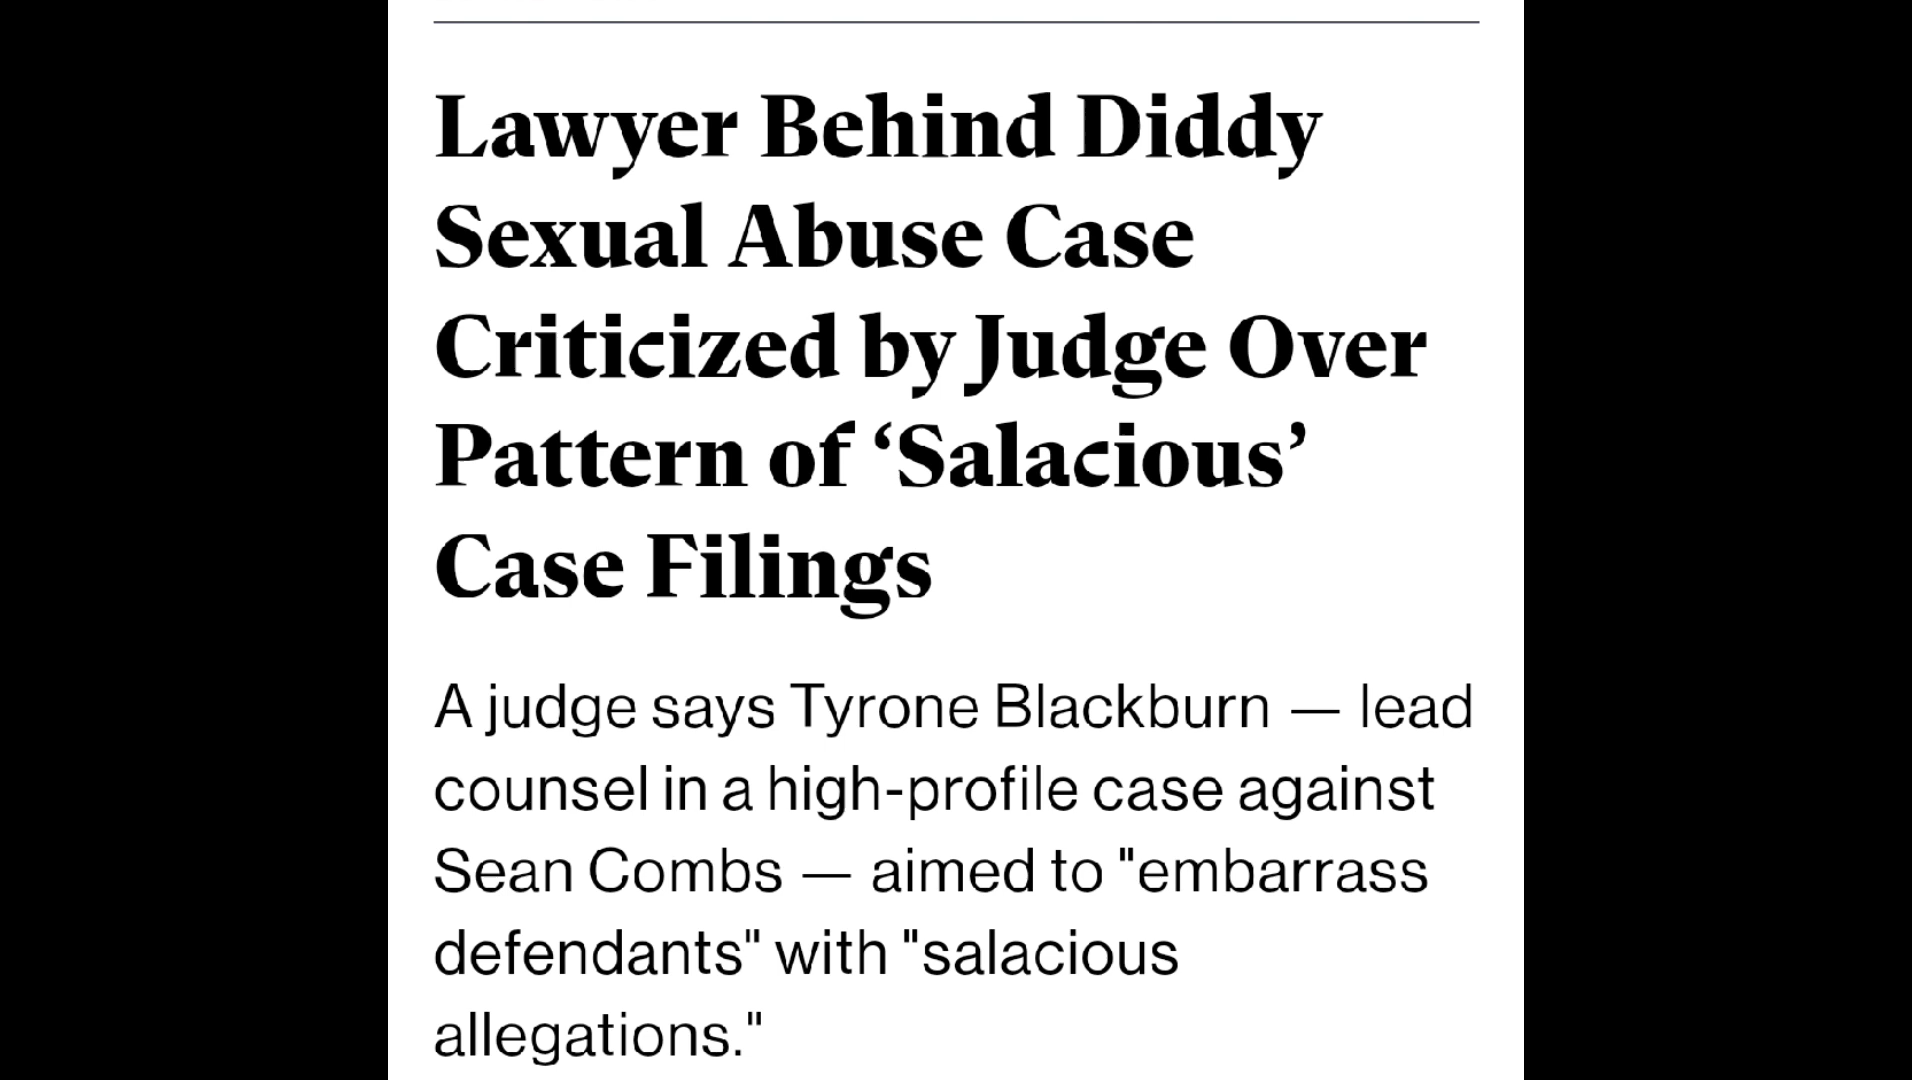 Lawyer Behind Diddy
Sexual Abuse Case
Criticized by Judge Over
Pattern of ‘Salacious’
Case Filings
A judge says Tyrone Blackburn — lead
counsel in a high-profile case against
Sean Combs — aimed to "embarrass
defendants" with "salacious
allegations."